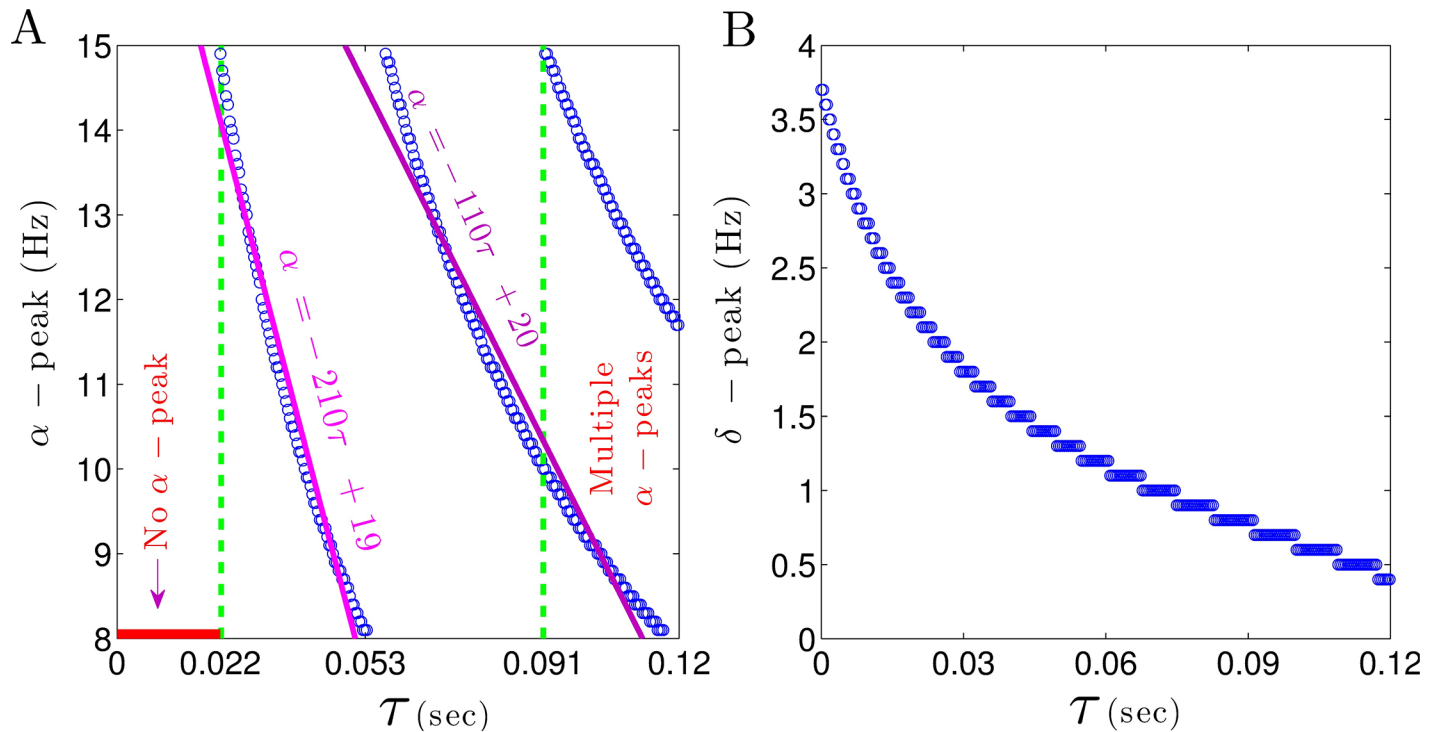 A
α − peak (Hz)
15
14
13
12
11
10
9
8
0
0.022
0.053
0.091
0.12
τ (sec)
No α − peak
α = − 210τ + 19
α = − 110τ + 20
Multiple
α − peaks
B
δ − peak (Hz)
4
3.5
3
2.5
2
1.5
1
0.5
0
0
0.03
0.06
0.09
0.12
τ (sec)